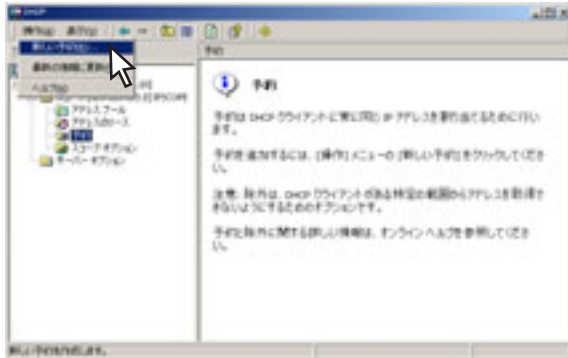 DHCP
操作(A) 表示(V)
新しい予約(R)...
最新の情報に更新
ヘルプ(H)
予約
アドレス プール
アドレスのリース
予約
スコープ オプション
サーバー オプション
予約
予約は DHCP クライアントに常に同じ IP アドレスを割り当てるために行い
ます。
予約を追加するには、[操作] メニューの [新しい予約] をクリックしてくださ
い。
注意: 除外は、DHCP クライアントがある特定の範囲からアドレスを取得で
きないようにするためのオプションです。
予約と除外に関する詳しい情報は、オンライン ヘルプを参照してくださ
い。
新しい予約を作成します。